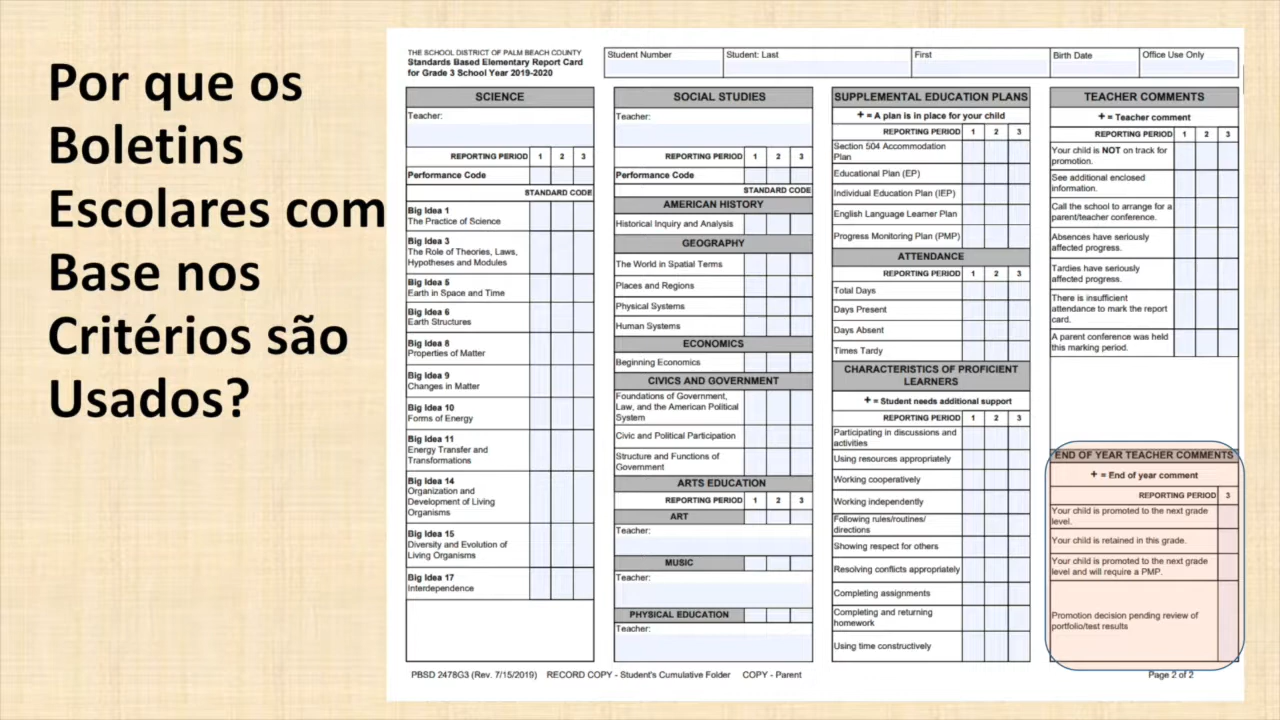 Por que os
Boletins
Escolares com
Base nos
Critérios são
Usados?
THE SCHOOL DISTRICT OF PALM BEACH COUNTY
Standards Based Elementary Report Card
for Grade 3 School Year 2019-2020
Student Number
Student: Last
First
Birth Date
Office Use Only
SCIENCE
Teacher:
REPORTING PERIOD 1 2 3
Performance Code
STANDARD CODE
Big Idea 1
The Practice of Science
Big Idea 3
The Role of Theories, Laws,
Hypotheses and Modules
Big Idea 5
Earth in Space and Time
Big Idea 6
Earth Structures
Big Idea 8
Properties of Matter
Big Idea 9
Changes in Matter
Big Idea 10
Forms of Energy
Big Idea 11
Energy Transfer and
Transformations
Big Idea 14
Organization and
Development of Living
Organisms
Big Idea 15
Diversity and Evolution of
Living Organisms
Big Idea 17
Interdependence
SOCIAL STUDIES
Teacher:
REPORTING PERIOD 1 2 3
Performance Code
STANDARD CODE
AMERICAN HISTORY
Historical Inquiry and Analysis
GEOGRAPHY
The World in Spatial Terms
Places and Regions
Physical Systems
Human Systems
ECONOMICS
Beginning Economics
CIVICS AND GOVERNMENT
Foundations of Government,
Law, and the American Political
System
Civic and Political Participation
Structure and Functions of
Government
ARTS EDUCATION
REPORTING PERIOD 1 2 3
ART
Teacher:
MUSIC
Teacher:
PHYSICAL EDUCATION
Teacher:
SUPPLEMENTAL EDUCATION PLANS
+ = A plan is in place for your child
REPORTING PERIOD 1 2 3
Section 504 Accommodation
Plan
Educational Plan (EP)
Individual Education Plan (IEP)
English Language Learner Plan
Progress Monitoring Plan (PMP)
ATTENDANCE
REPORTING PERIOD 1 2 3
Total Days
Days Present
Days Absent
Times Tardy
CHARACTERISTICS OF PROFICIENT
LEARNERS
+ = Student needs additional support
REPORTING PERIOD 1 2 3
Participating in discussions and
activities
Using resources appropriately
Working cooperatively
Working independently
Following rules/routines/
directions
Showing respect for others
Resolving conflicts appropriately
Completing assignments
Completing and returning
homework
Using time constructively
TEACHER COMMENTS
+ = Teacher comment
REPORTING PERIOD 1 2 3
Your child is NOT on track for
promotion.
See additional enclosed
information.
Call the school to arrange for a
parent/teacher conference.
Absences have seriously
affected progress.
Tardies have seriously
affected progress.
There is insufficient
attendance to mark the report
card.
A parent conference was held
this marking period.
END OF YEAR TEACHER COMMENTS
+ = End of year comment
REPORTING PERIOD 3
Your child is promoted to the next grade
level.
Your child is retained in this grade.
Your child is promoted to the next grade
level and will require a PMP.
Promotion decision pending review of
portfolio/test results
PBSD 2478G3 (Rev. 7/15/2019) RECORD COPY - Student's Cumulative Folder COPY - Parent
Page 2 of 2